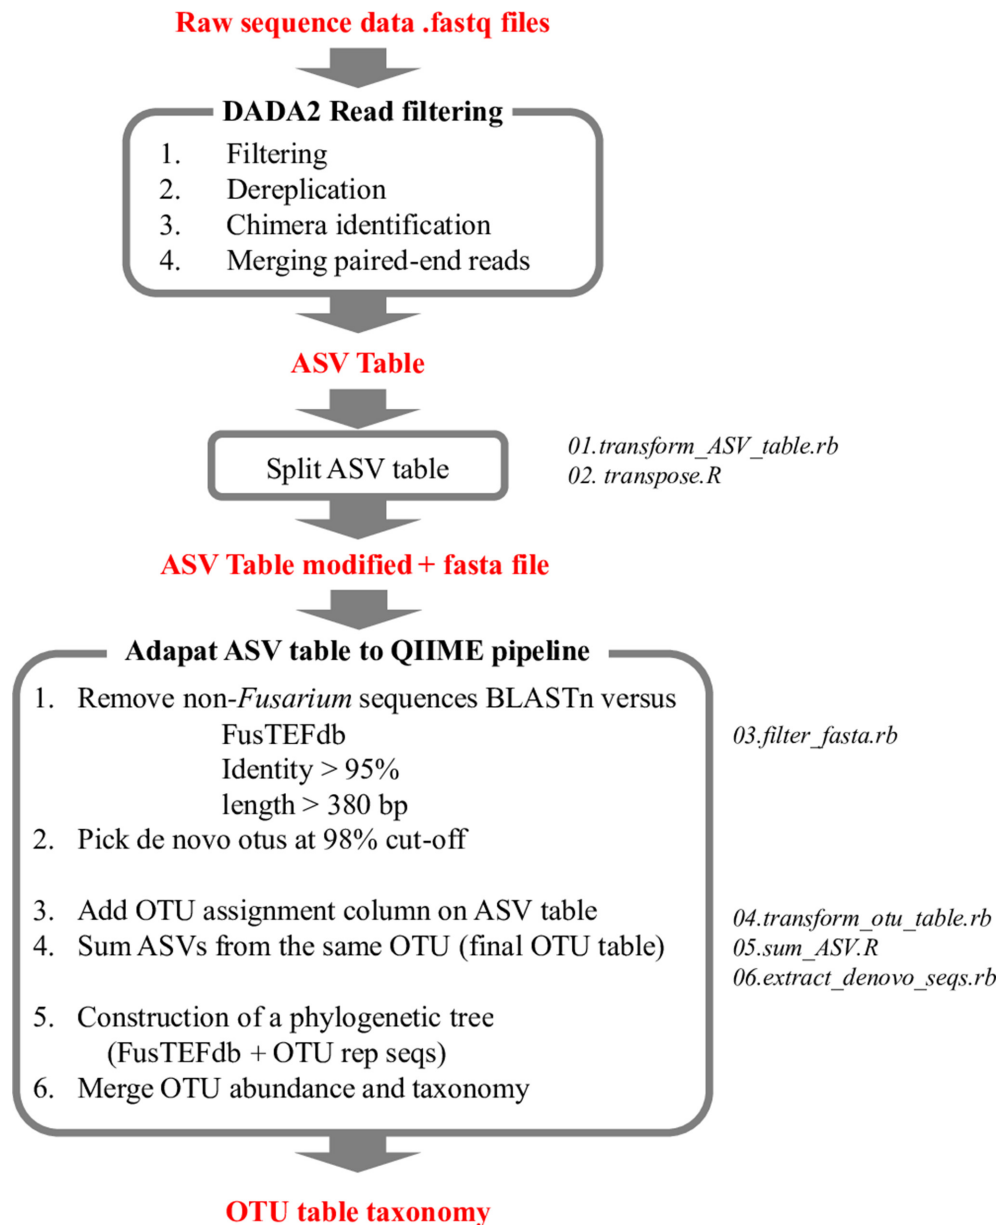 Raw sequence data .fastq files
DADA2 Read filtering
1. Filtering
2. Dereplication
3. Chimera identification
4. Merging paired-end reads
ASV Table
Split ASV table
01.transform_ASV_table.rb
02. transpose.R
ASV Table modified + fasta file
Adapat ASV table to QIIME pipeline
1. Remove non-Fusarium sequences BLASTn versus
FusTEFdb
Identity > 95%
length > 380 bp
03.filter_fasta.rb
2. Pick de novo otus at 98% cut-off
3. Add OTU assignment column on ASV table
4. Sum ASVs from the same OTU (final OTU table)
04.transform_otu_table.rb
05.sum_ASV.R
06.extract_denovo_seqs.rb
5. Construction of a phylogenetic tree
(FusTEFdb + OTU rep seqs)
6. Merge OTU abundance and taxonomy
OTU table taxonomy